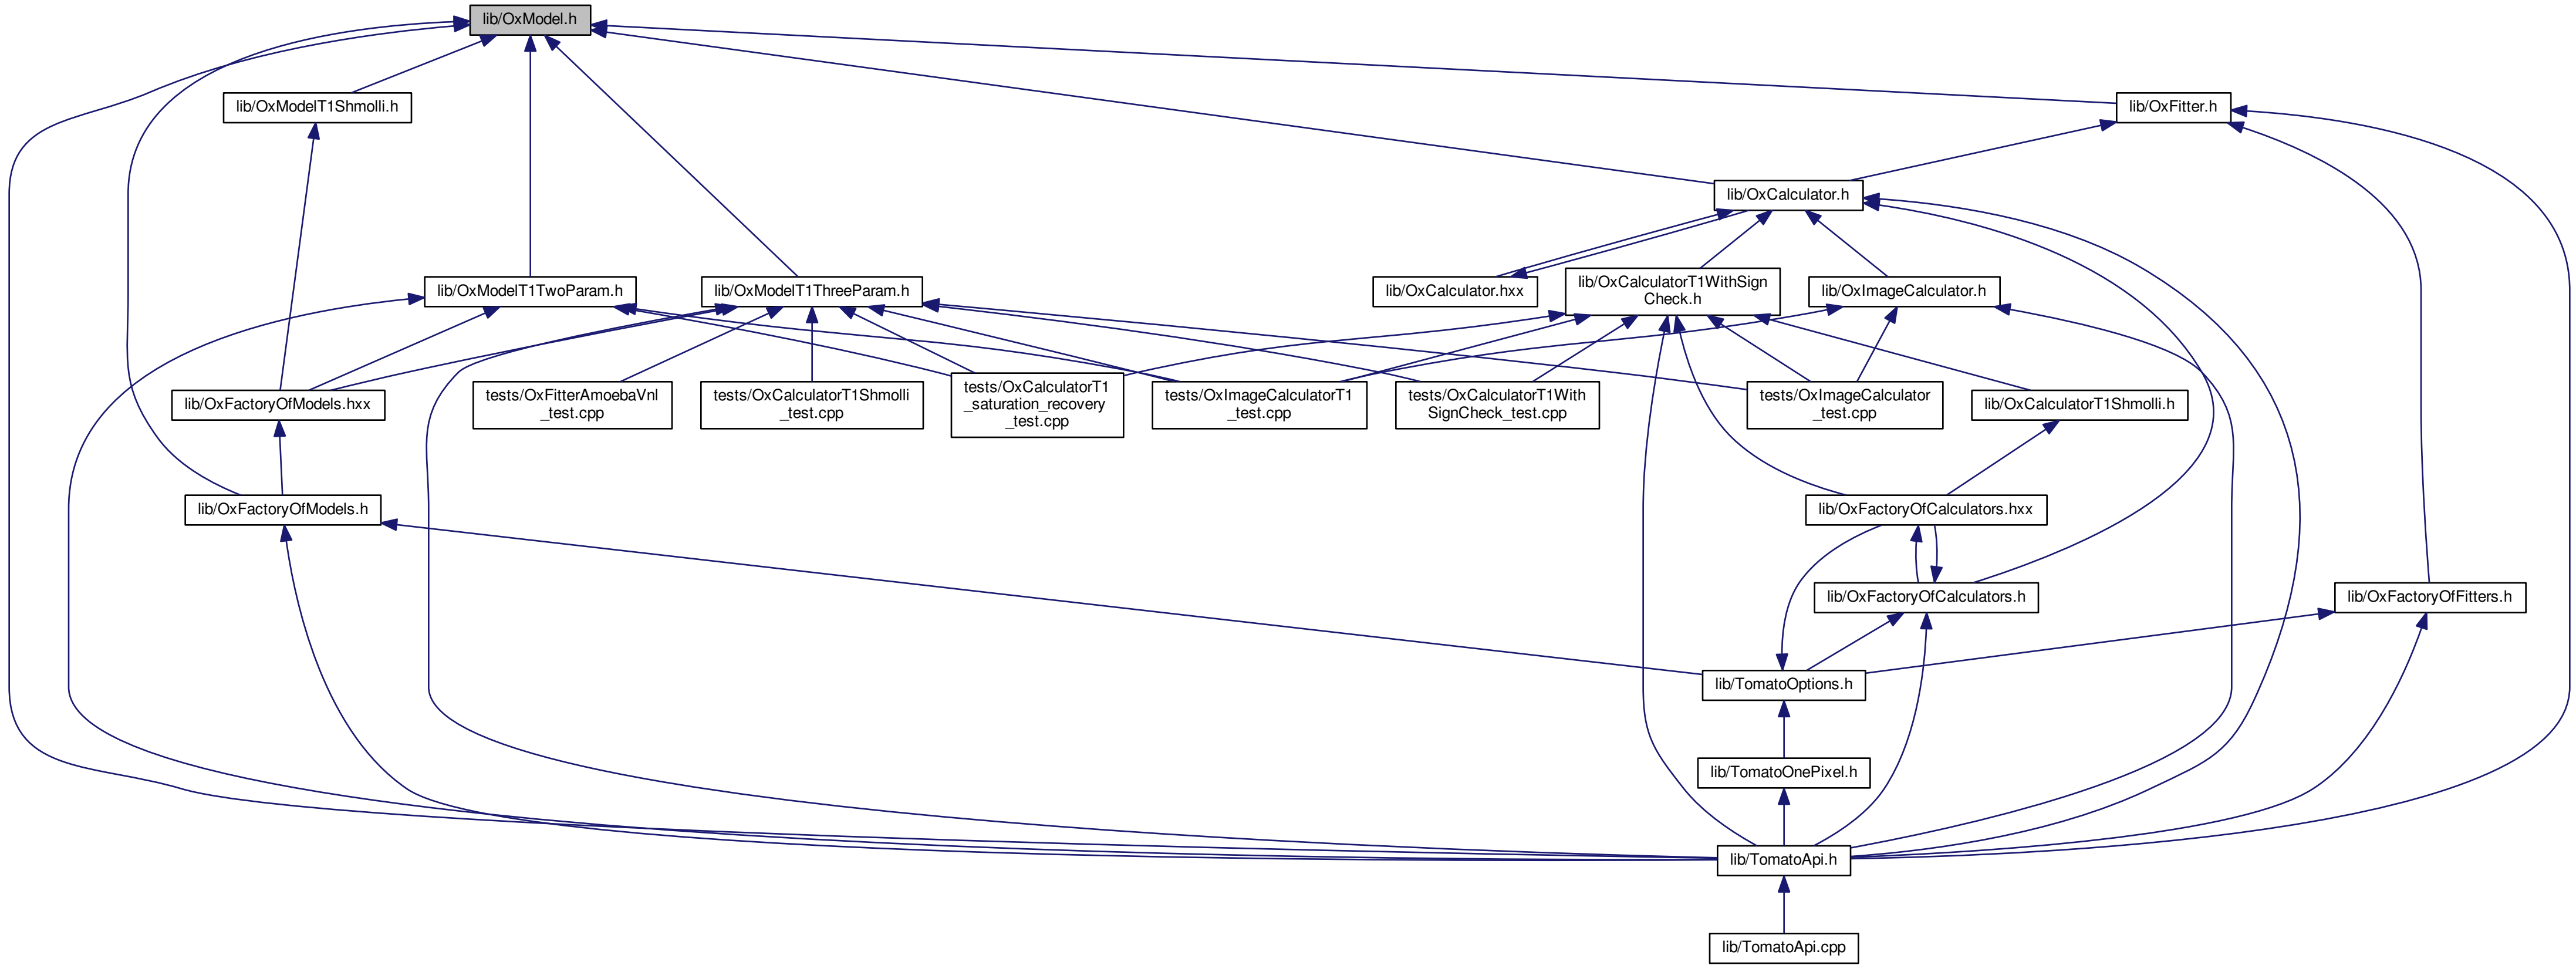 lib/OxModel.h
lib/OxModelT1Shmolli.h
lib/OxFitter.h
lib/OxCalculator.h
lib/OxModelT1TwoParam.h
lib/OxModelT1ThreeParam.h
lib/OxCalculator.hxx
lib/OxCalculatorT1WithSign
Check.h
lib/OxImageCalculator.h
lib/OxFactoryOfModels.hxx
tests/OxFitterAmoebaVnl
_test.cpp
tests/OxCalculatorT1Shmolli
_test.cpp
tests/OxCalculatorT1
_saturation_recovery
_test.cpp
tests/OxImageCalculatorT1
_test.cpp
tests/OxCalculatorT1With
SignCheck_test.cpp
tests/OxImageCalculator
_test.cpp
lib/OxCalculatorT1Shmolli.h
lib/OxFactoryOfModels.h
lib/OxFactoryOfCalculators.hxx
lib/OxFactoryOfCalculators.h
lib/OxFactoryOfFitters.h
lib/TomatoOptions.h
lib/TomatoOnePixel.h
lib/TomatoApi.h
lib/TomatoApi.cpp